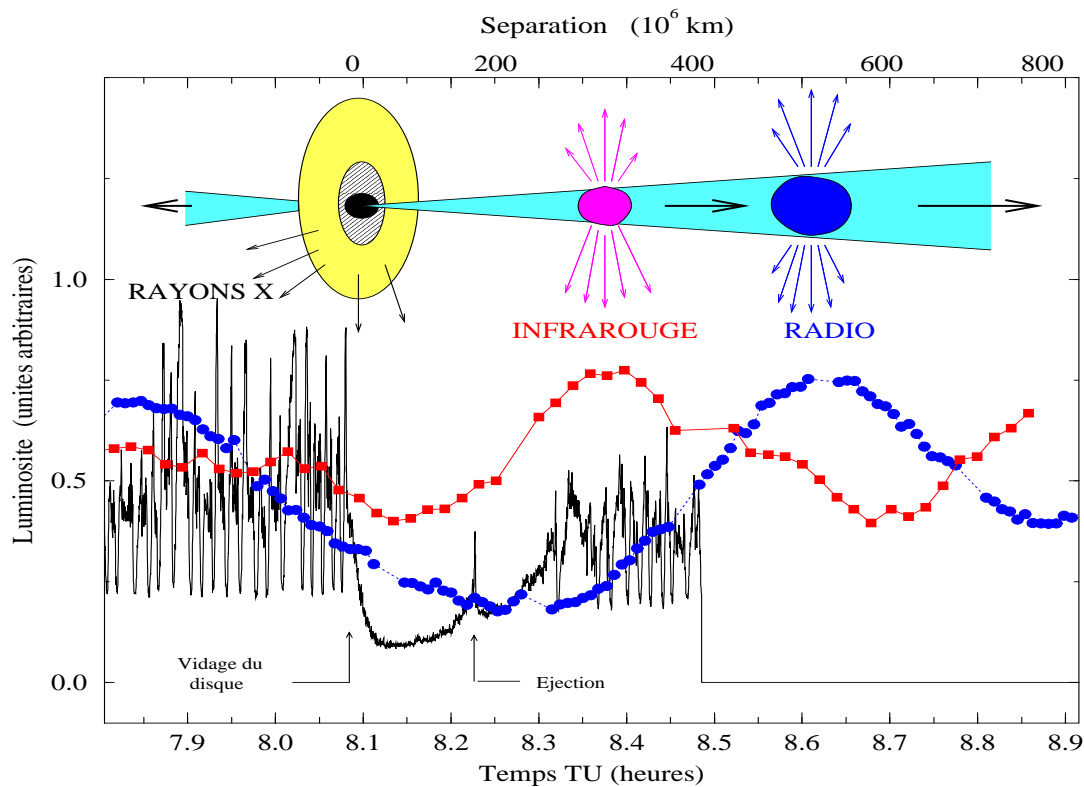 Separation (10⁶ km)
0 200 400 600 800
RAYONS X
INFRAROUGE
RADIO
Luminosite (unites arbitraires)
1.0
0.5
0.0
Vidage du
disque
Ejection
7.9 8.0 8.1 8.2 8.3 8.4 8.5 8.6 8.7 8.8 8.9
Temps TU (heures)